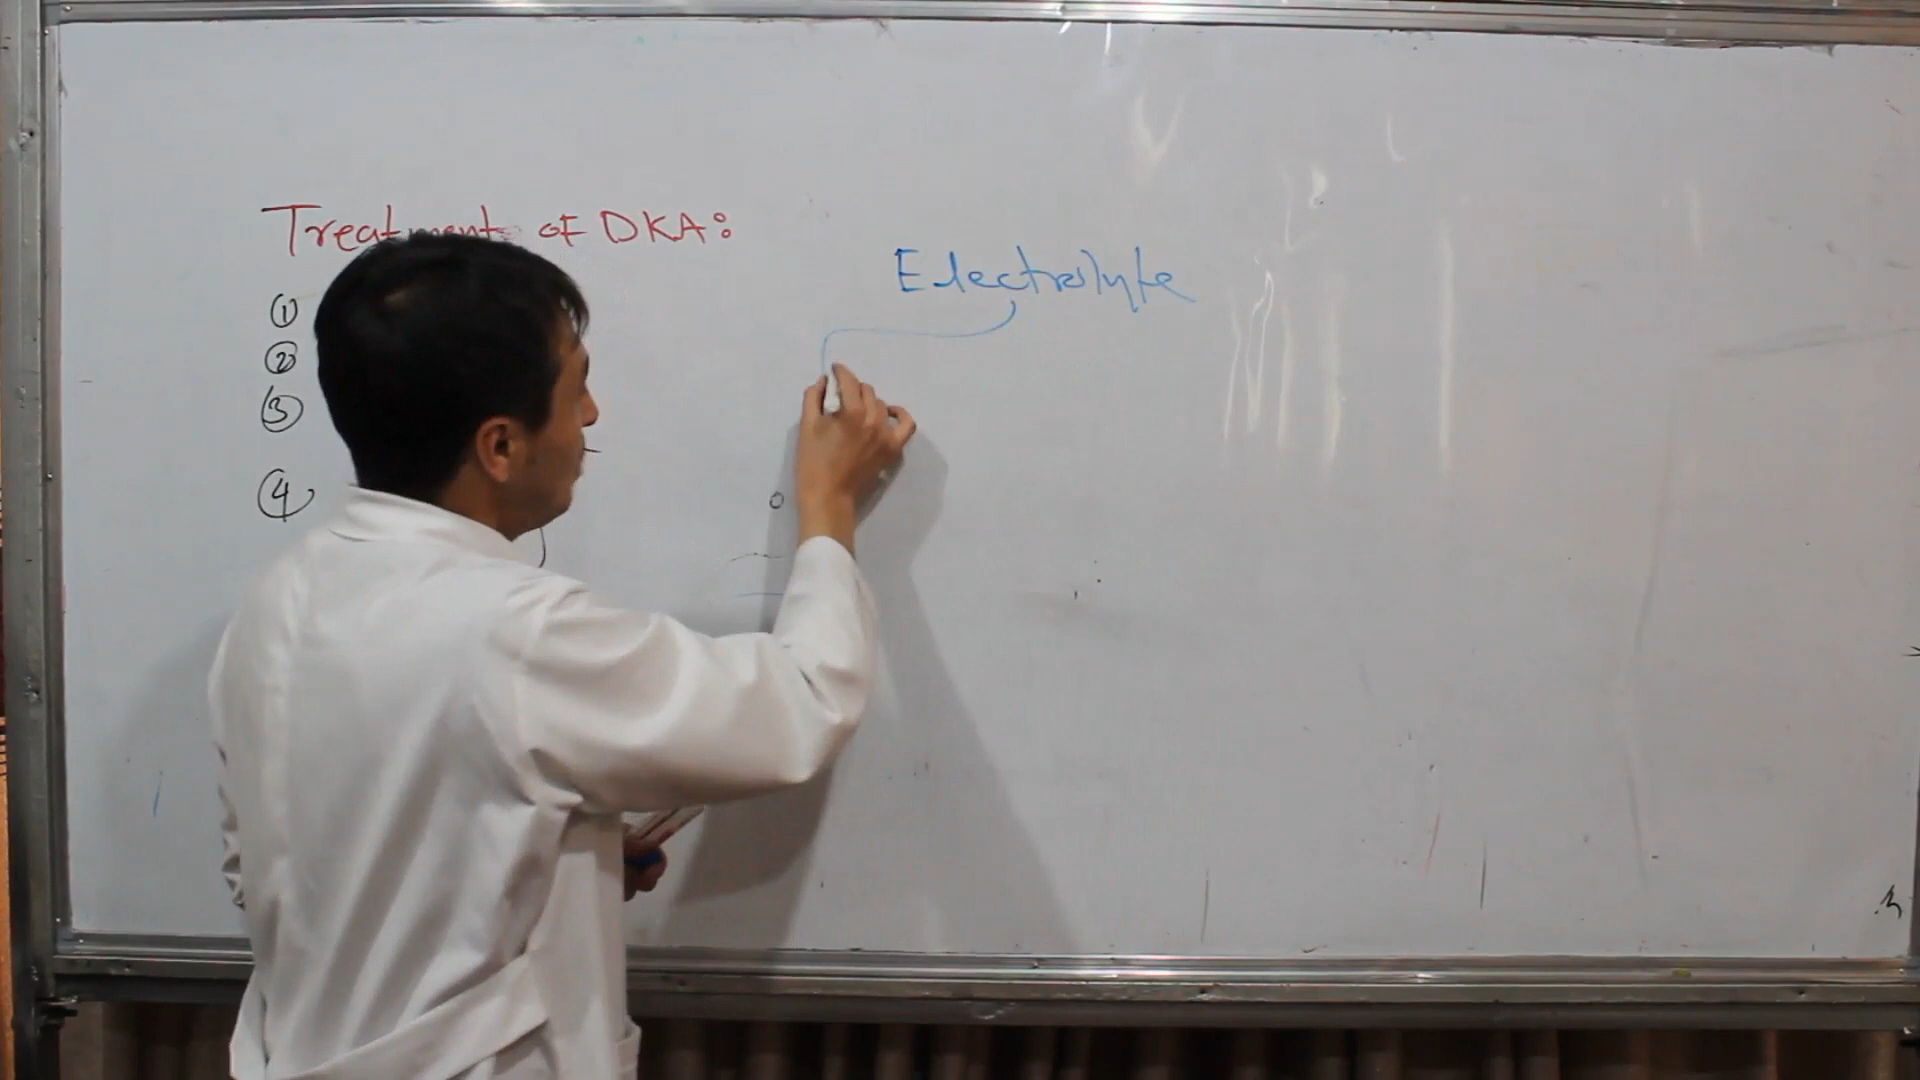 Treatment of DKA:
①
②
③
④
Electrolyte